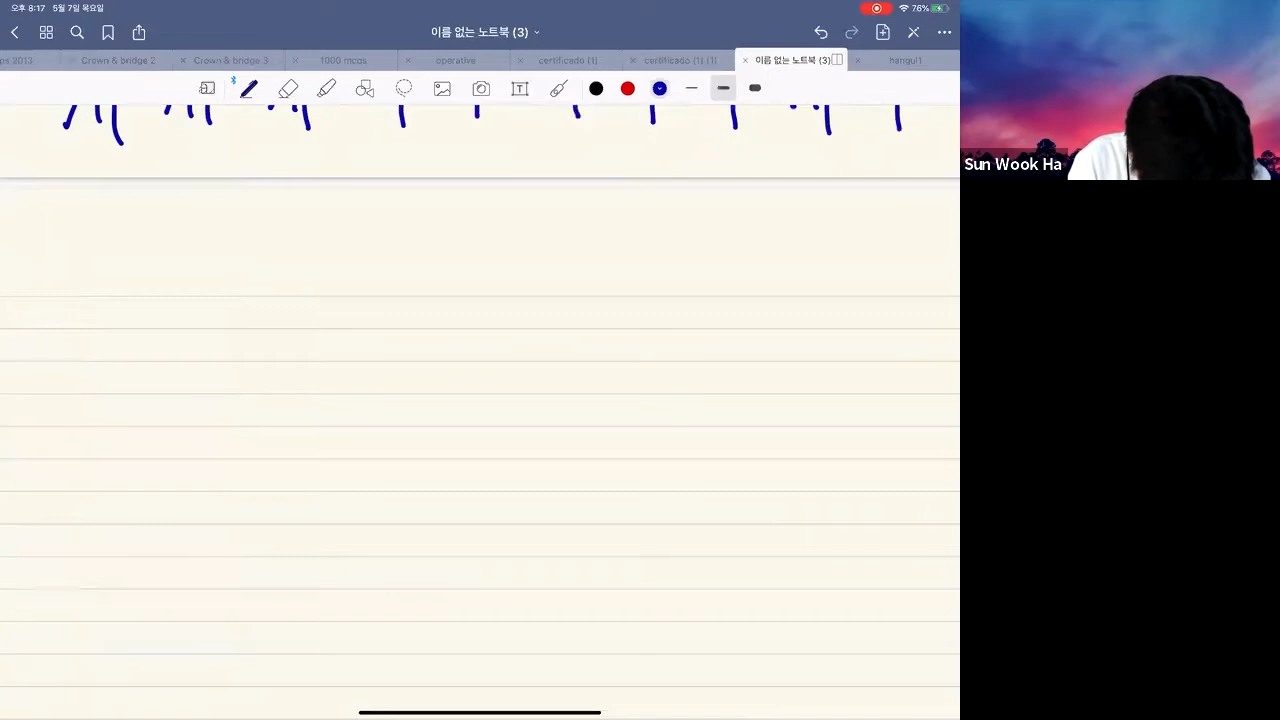 오후 8:17 5월 7일 목요일
76%
이름 없는 노트북 (3)
ps 2013
Crown & bridge 2
Crown & bridge 3
1000 mcqs
operative
certificado (1)
certificado (1) (1)
이름 없는 노트북 (3)
hangul1
Sun Wook Ha